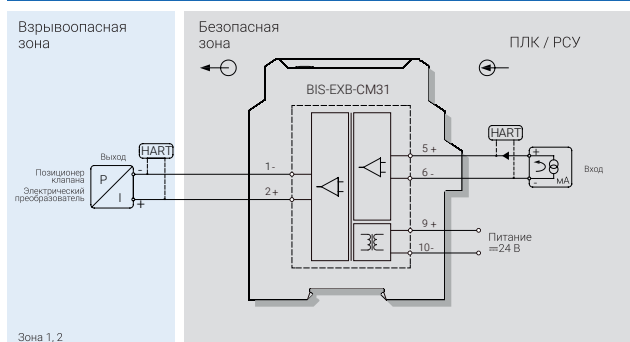 Взрывоопасная
зона
Безопасная
зона
ПЛК / РСУ
BIS-EXB-CM31
HART
Выход
Позиционер
клапана
Электрический
преобразователь
P
I
-
+
1-
2+
5 +
6 -
HART
+
-
мА
Вход
9 +
10-
Питание
⎓24 В
Зона 1, 2